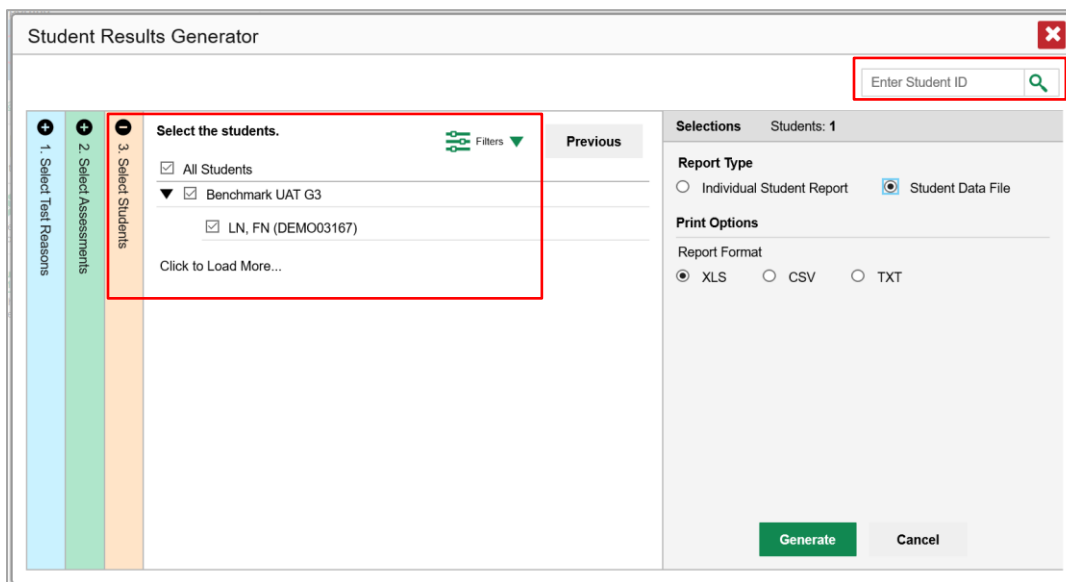 Student Results Generator
Enter Student ID
1. Select Test Reasons
2. Select Assessments
3. Select Students
Select the students.
Filters
Previous
All Students
Benchmark UAT G3
LN, FN (DEMO03167)
Click to Load More...
Selections Students: 1
Report Type
Individual Student Report Student Data File
Print Options
Report Format
XLS CSV TXT
Generate Cancel